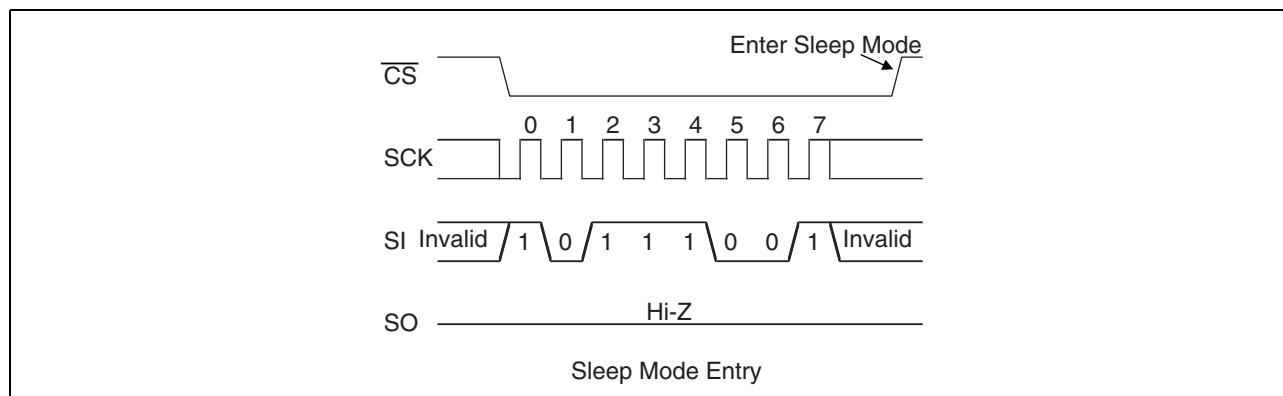 Enter Sleep Mode
CS
0 1 2 3 4 5 6 7
SCK
SI Invalid 1 0 1 1 1 0 0 1 Invalid
Hi-Z
SO
Sleep Mode Entry